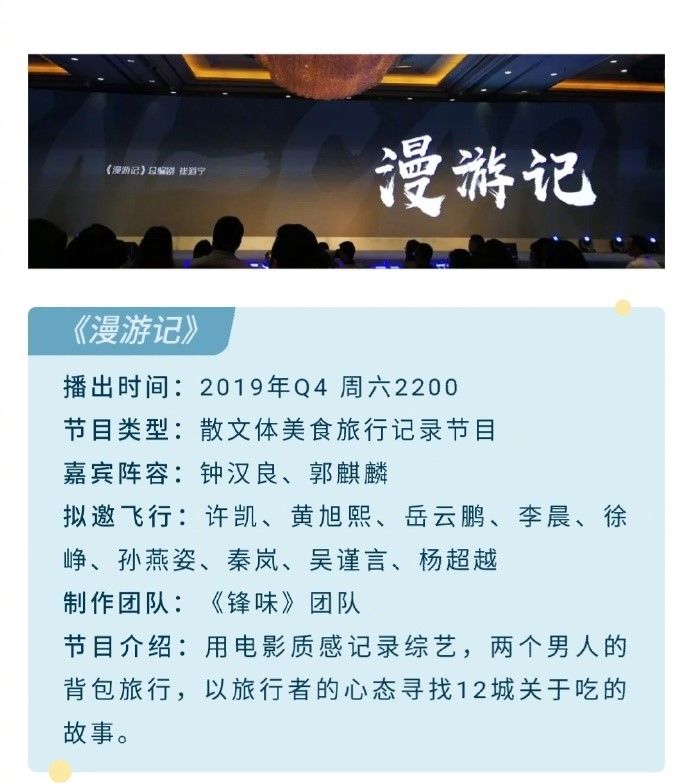 《漫游记》总编剧 崔道宁
漫游记
《漫游记》
播出时间：2019年Q4 周六2200
节目类型：散文体美食旅行记录节目
嘉宾阵容：钟汉良、郭麒麟
拟邀飞行：许凯、黄旭熙、岳云鹏、李晨、徐
峥、孙燕姿、秦岚、吴谨言、杨超越
制作团队：《锋味》团队
节目介绍：用电影质感记录综艺，两个男人的
背包旅行，以旅行者的心态寻找12城关于吃的
故事。